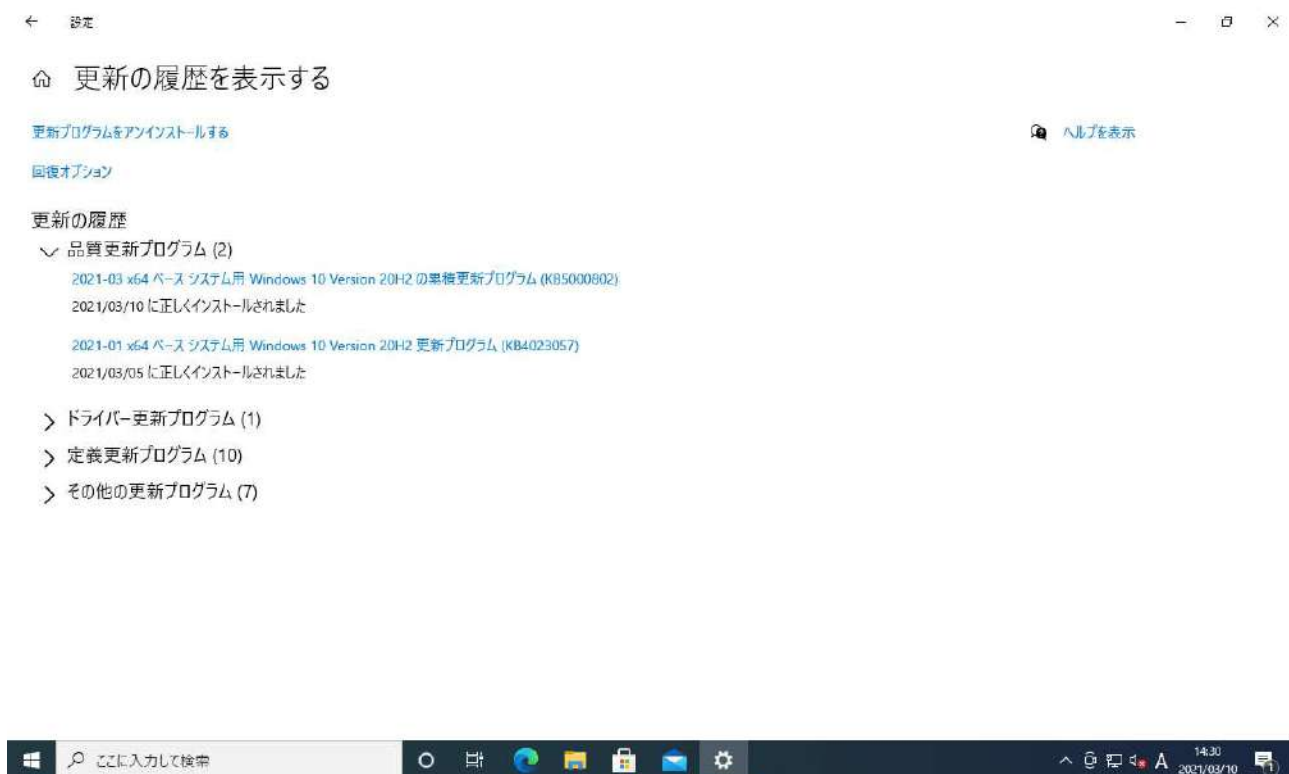 設定
更新の履歴を表示する
更新プログラムをアンインストールする
ヘルプを表示
回復オプション
更新の履歴
品質更新プログラム (2)
2021-03 x64 ベース システム用 Windows 10 Version 20H2 の累積更新プログラム (KB5000802)
2021/03/10 に正しくインストールされました
2021-01 x64 ベース システム用 Windows 10 Version 20H2 更新プログラム (KB4023057)
2021/03/05 に正しくインストールされました
ドライバー更新プログラム (1)
定義更新プログラム (10)
その他の更新プログラム (7)
ここに入力して検索
A
14:30
2021/03/10
1